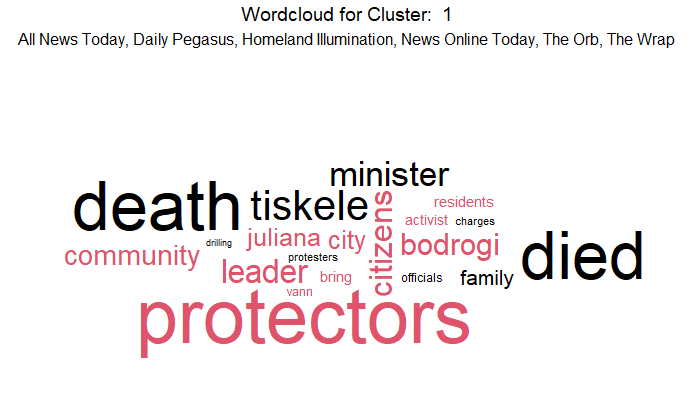 Wordcloud for Cluster:  1
All News Today, Daily Pegasus, Homeland Illumination, News Online Today, The Orb, The Wrap
minister
death
tiskele
citizens
residents
activist
charges
juliana
city
drilling
community
bodrogi
died
protesters
leader
bring
officials
family
vann
protectors